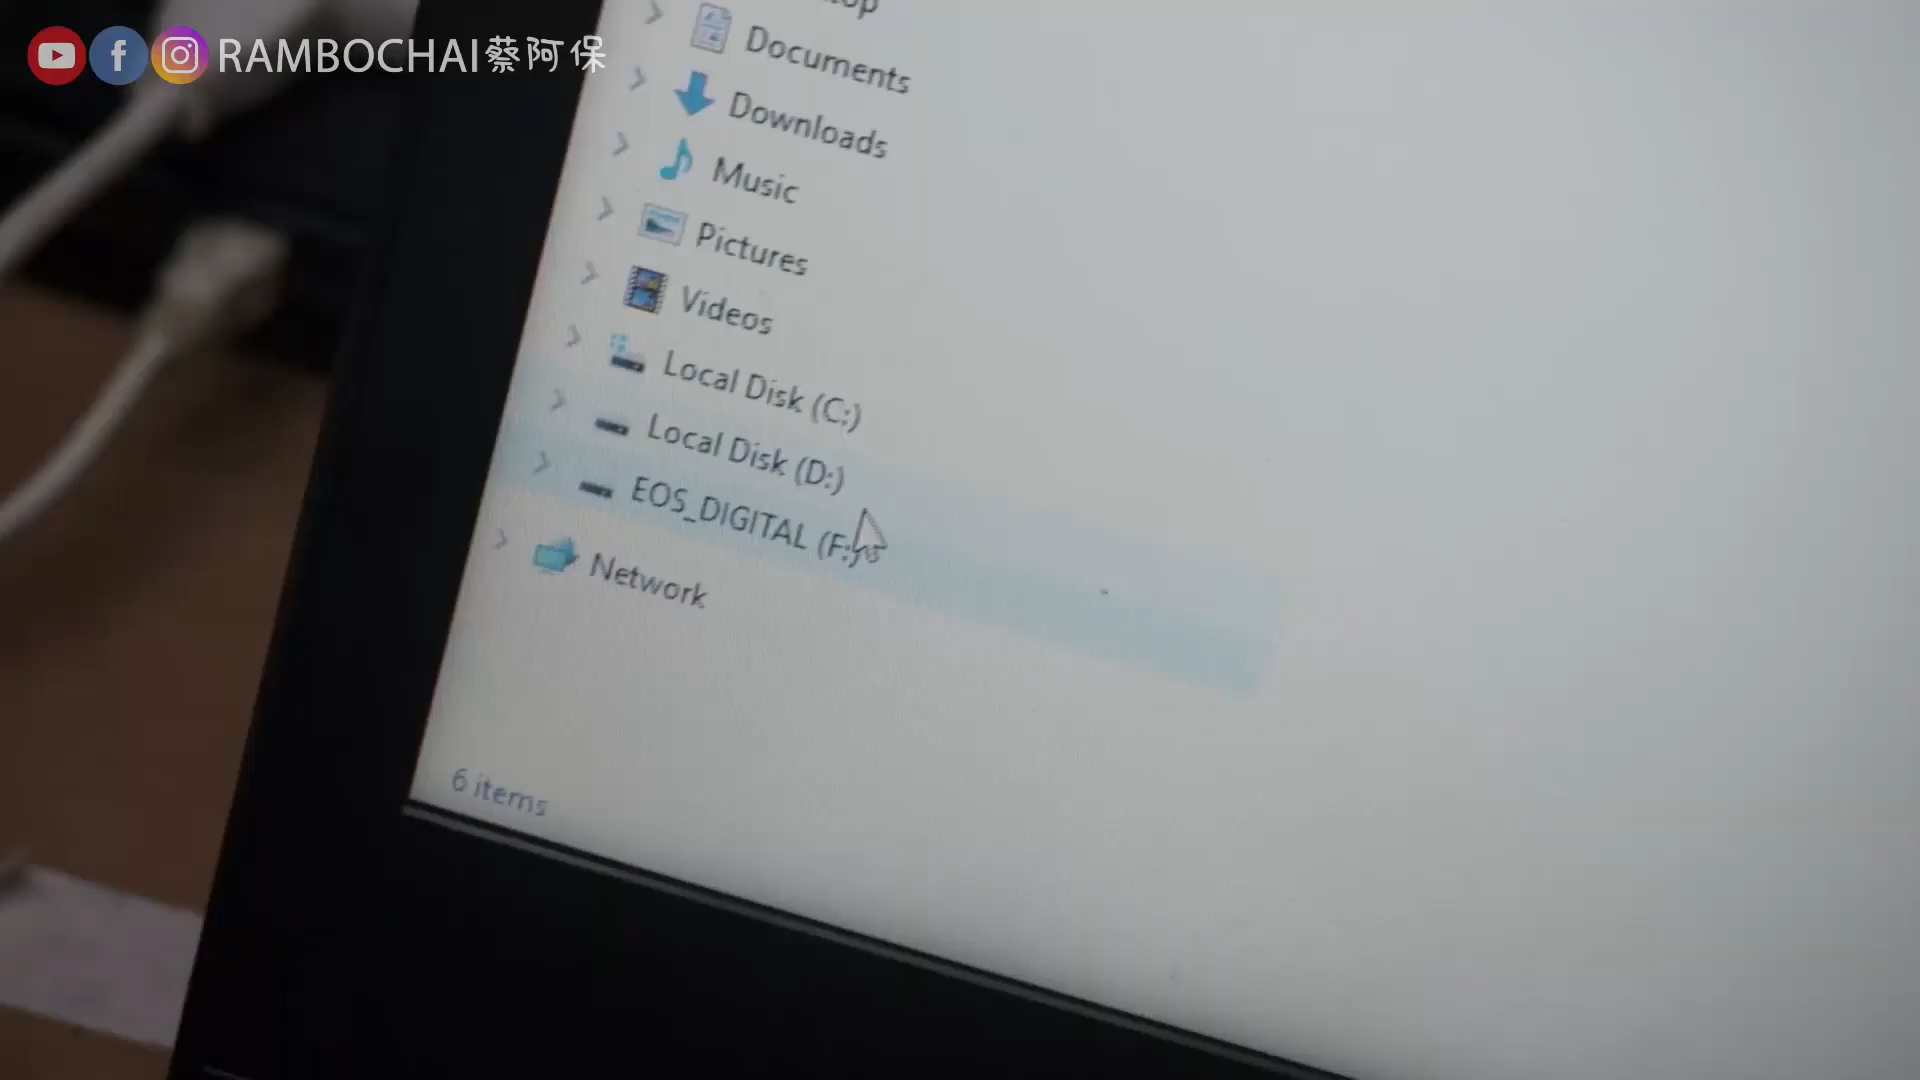 RAMBOCHAI蔡阿保
Documents
Downloads
Music
Pictures
Videos
Local Disk (C:)
Local Disk (D:)
EOS_DIGITAL (F:)
Network
6 items